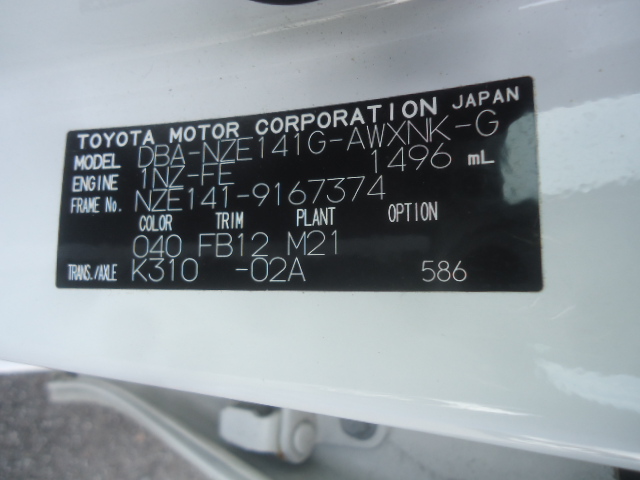 TOYOTA MOTOR CORPORATION JAPAN
MODEL DBA-NZE141G-AWXNK-G
ENGINE 1NZ-FE 1496 mL
FRAME No. NZE141-9167374
COLOR TRIM PLANT OPTION
040 FB12 M21
TRANS./AXLE K310 -02A 586